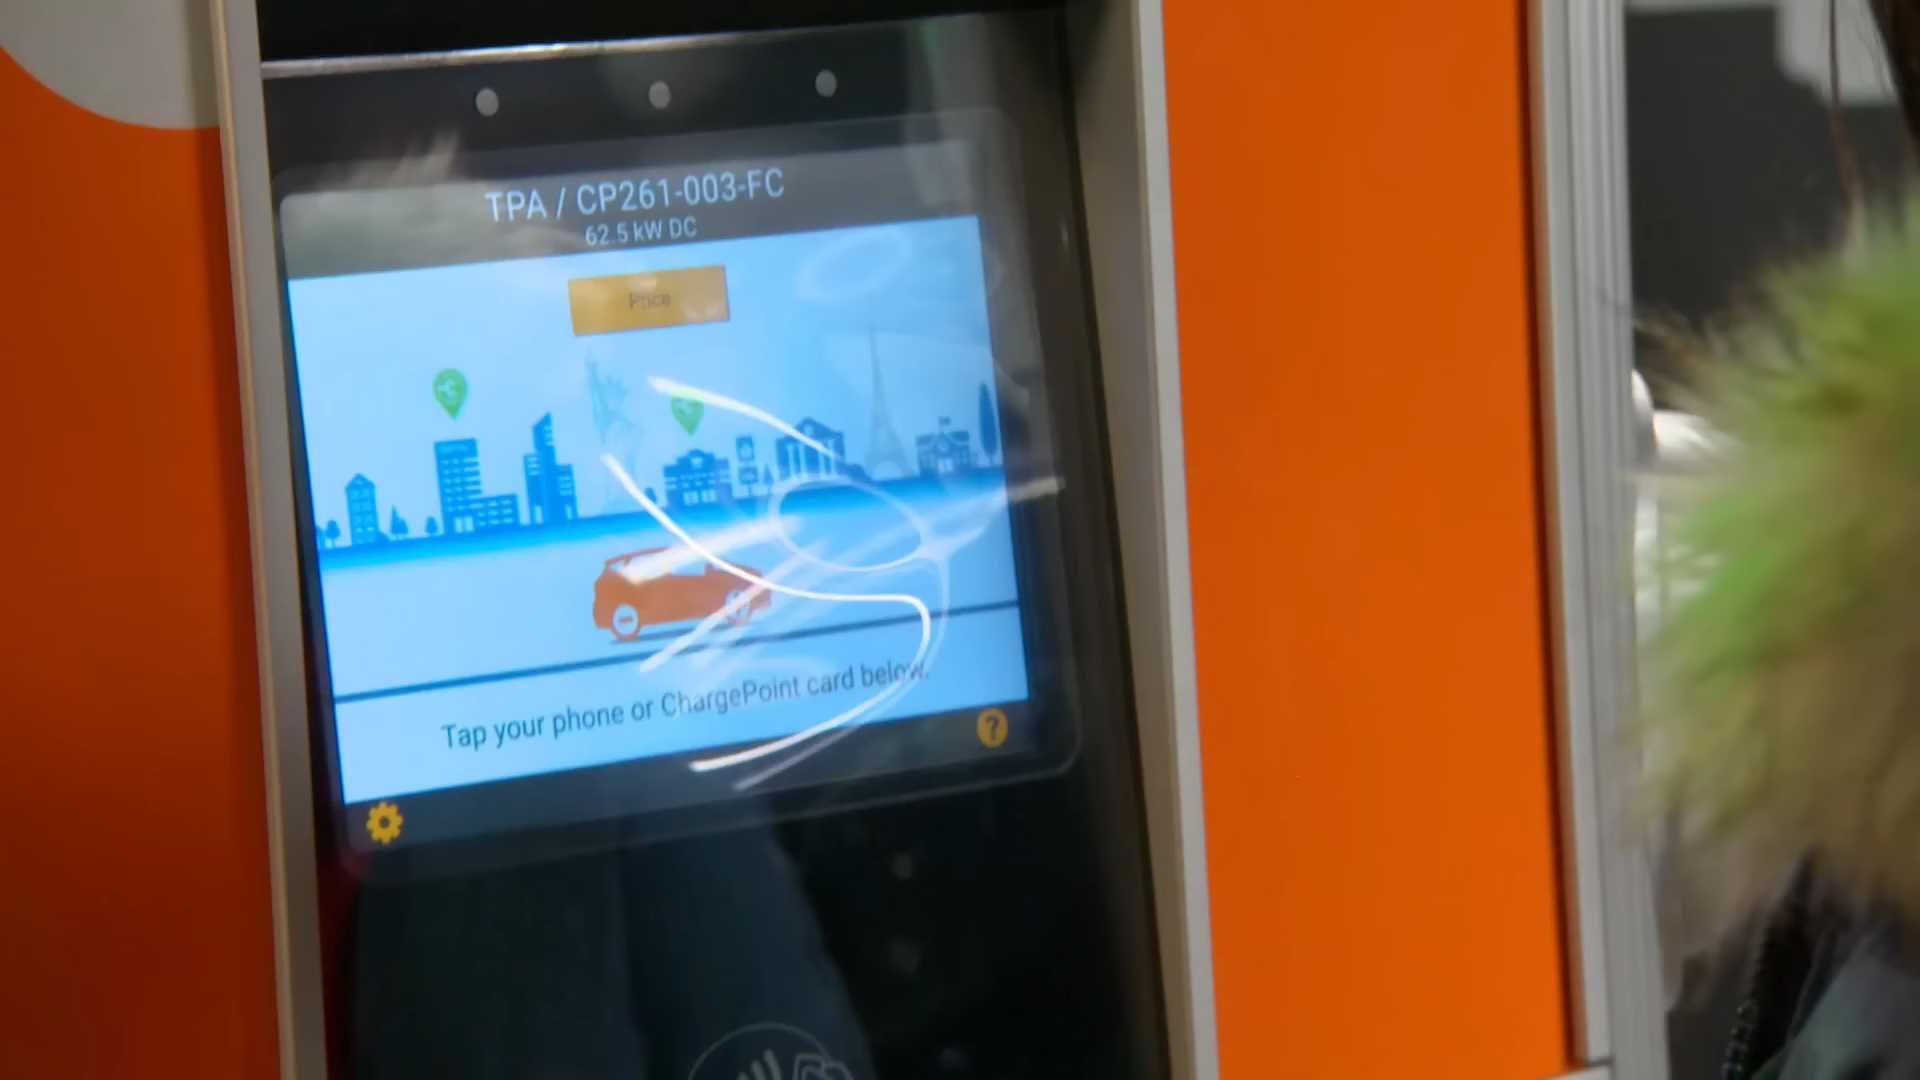 TPA / CP261-003-FC
62.5 kW DC
Price
Tap your phone or ChargePoint card below.
?